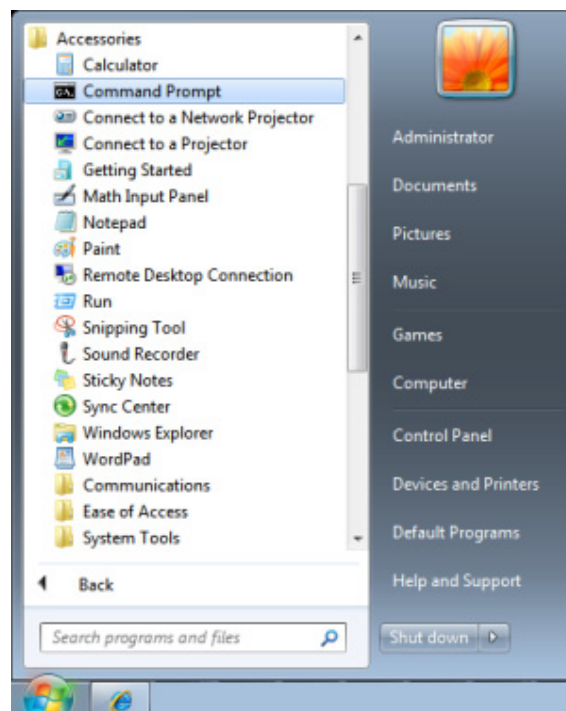 Accessories
Calculator
Command Prompt
Connect to a Network Projector
Connect to a Projector
Getting Started
Math Input Panel
Notepad
Paint
Remote Desktop Connection
Run
Snipping Tool
Sound Recorder
Sticky Notes
Sync Center
Windows Explorer
WordPad
Communications
Ease of Access
System Tools
Back
Search programs and files
Administrator
Documents
Pictures
Music
Games
Computer
Control Panel
Devices and Printers
Default Programs
Help and Support
Shut down